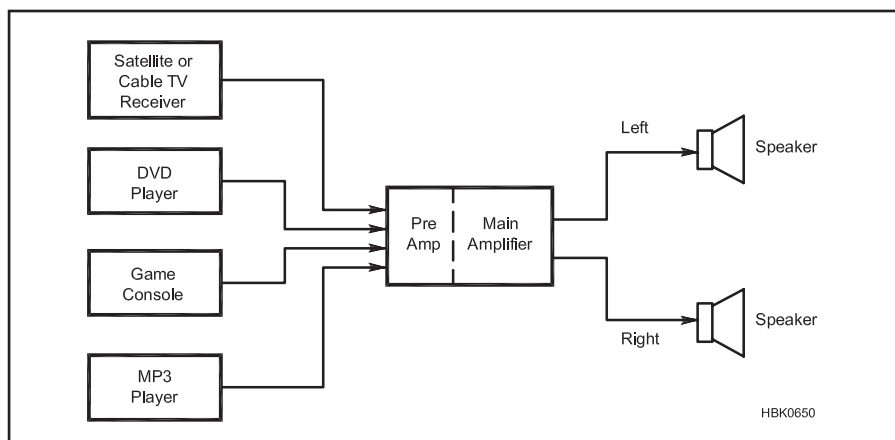 Satellite or
Cable TV
Receiver
DVD
Player
Game
Console
MP3
Player
Pre
Amp
Main
Amplifier
Left
Speaker
Right
Speaker
HBK0650